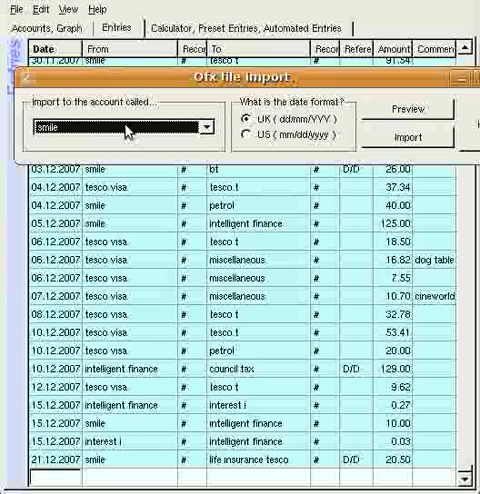 File Edit View Help
Accounts, Graph Entries Calculator, Preset Entries, Automated Entries
Entries
Date From Recor To Recor Refere Amount Commen
30.11.2007 smile tesco t 91.54
Ofx file import
Import to the account called... What is the date format?
smile UK ( dd/mm/YYY ) Preview
US ( mm/dd/yyyy ) Import
03.12.2007 smile # bt # D/D 26.00
04.12.2007 tesco visa # tesco t # 37.34
04.12.2007 smile # petrol # 40.00
05.12.2007 smile # intelligent finance # 125.00
06.12.2007 tesco visa # tesco t # 18.50
06.12.2007 tesco visa # miscellaneous # 16.82 dog table
06.12.2007 tesco visa # miscellaneous # 7.55
07.12.2007 tesco visa # miscellaneous # 10.70 cineworld
08.12.2007 tesco visa # tesco t # 32.78
10.12.2007 tesco visa # tesco t # 53.41
10.12.2007 tesco visa # petrol # 20.00
10.12.2007 intelligent finance # council tax # D/D 129.00
12.12.2007 tesco visa # tesco t # 9.62
15.12.2007 intelligent finance # interest i # 0.27
15.12.2007 smile # intelligent finance # 10.00
15.12.2007 interest i # intelligent finance # 0.03
21.12.2007 smile # life insurance tesco # D/D 20.50